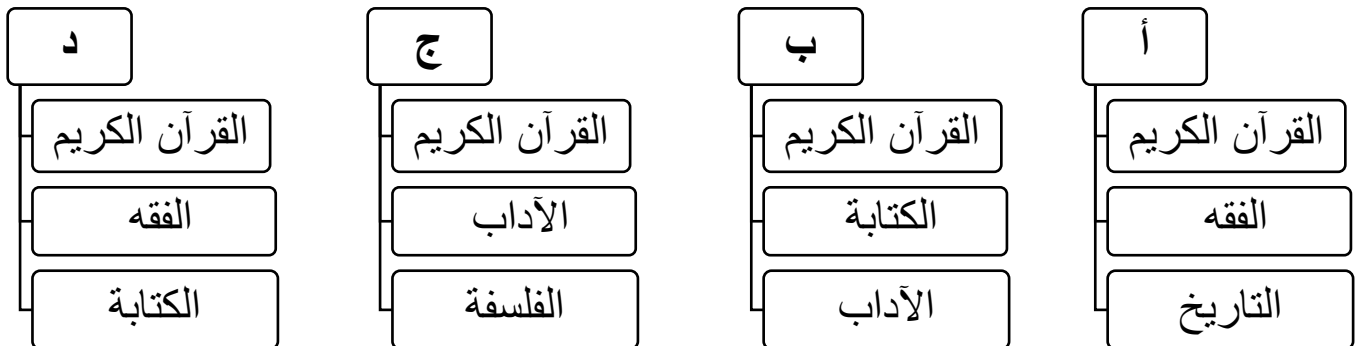 أ
القرآن الكريم
الفقه
التاريخ
ب
القرآن الكريم
الكتابة
الآداب
ج
القرآن الكريم
الآداب
الفلسفة
د
القرآن الكريم
الفقه
الكتابة